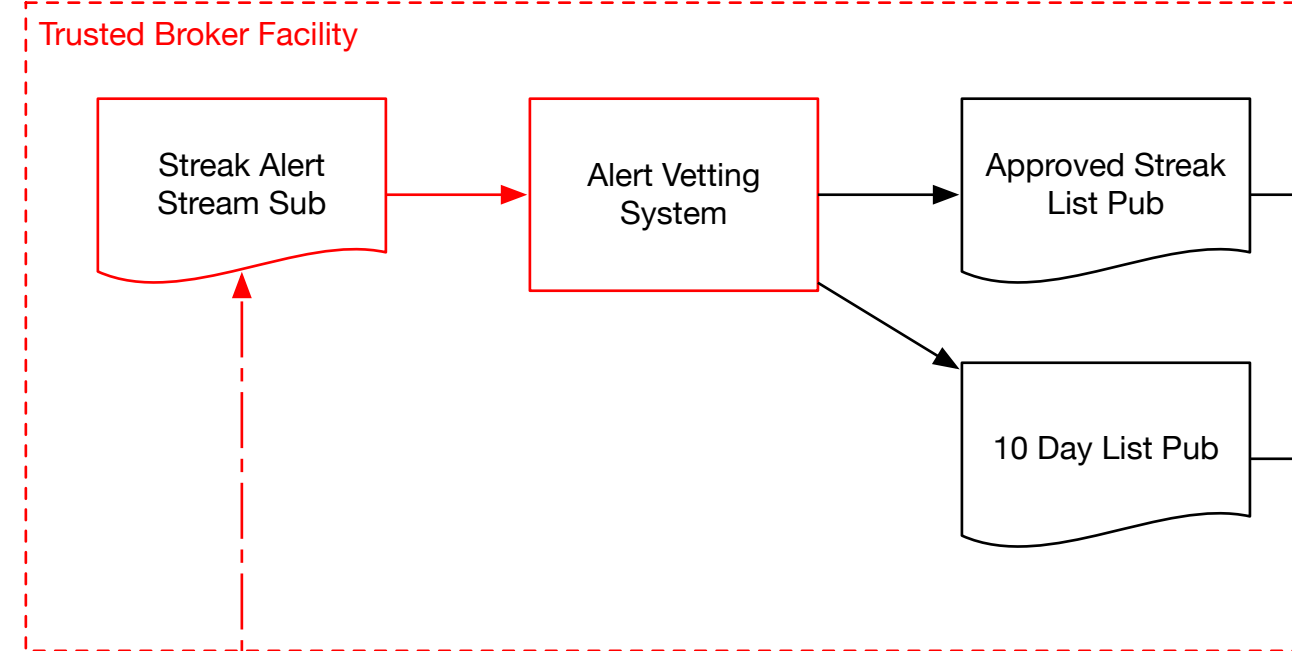 Trusted Broker Facility
Streak Alert
Stream Sub
Alert Vetting
System
Approved Streak
List Pub
10 Day List Pub